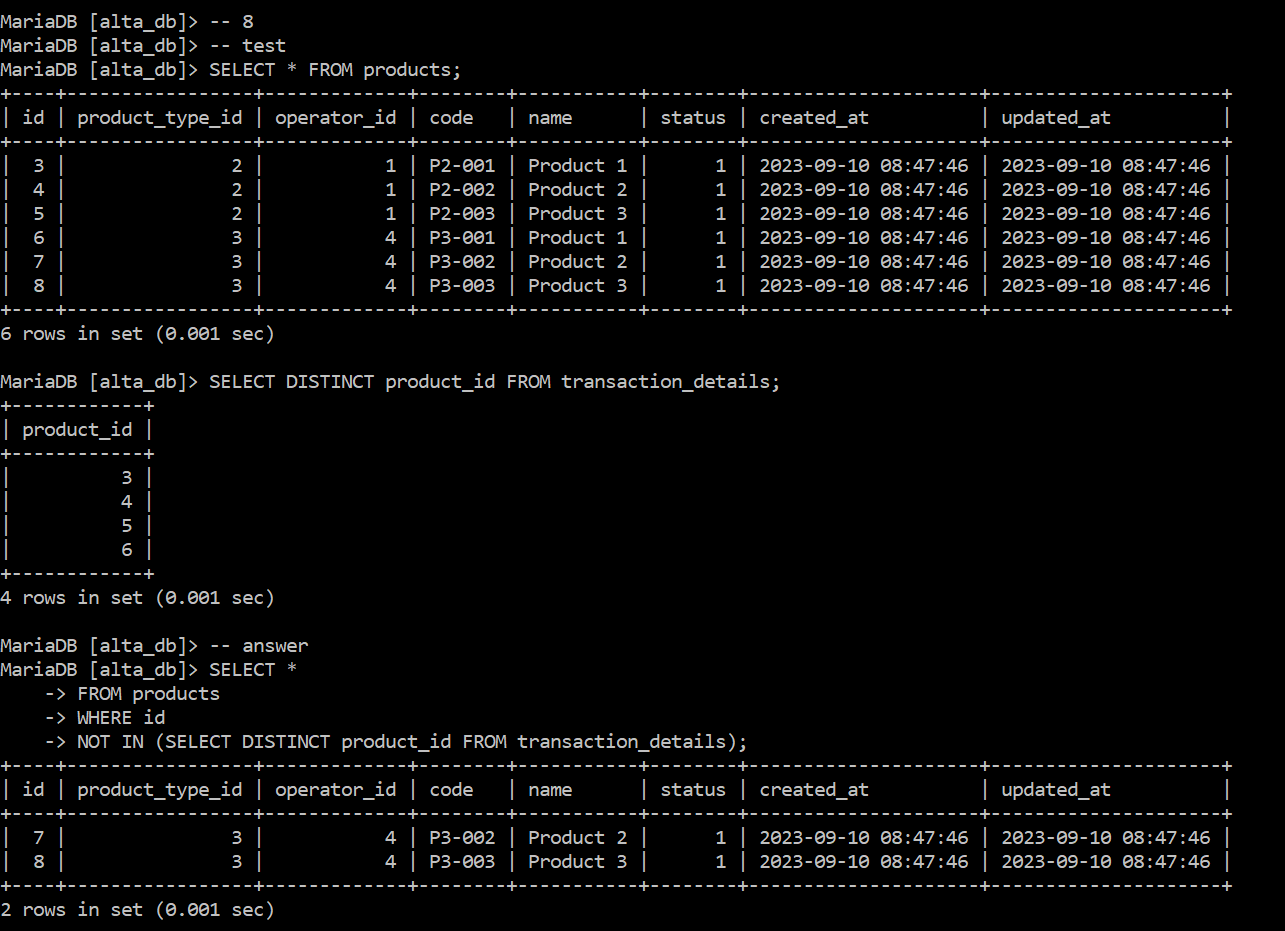 MariaDB [alta_db]> -- 8
MariaDB [alta_db]> -- test
MariaDB [alta_db]> SELECT * FROM products;
+----+-----------------+-------------+--------+-----------+--------+---------------------+---------------------+
| id | product_type_id | operator_id | code   | name      | status | created_at          | updated_at          |
+----+-----------------+-------------+--------+-----------+--------+---------------------+---------------------+
|  3 |               2 |           1 | P2-001 | Product 1 |      1 | 2023-09-10 08:47:46 | 2023-09-10 08:47:46 |
|  4 |               2 |           1 | P2-002 | Product 2 |      1 | 2023-09-10 08:47:46 | 2023-09-10 08:47:46 |
|  5 |               2 |           1 | P2-003 | Product 3 |      1 | 2023-09-10 08:47:46 | 2023-09-10 08:47:46 |
|  6 |               3 |           4 | P3-001 | Product 1 |      1 | 2023-09-10 08:47:46 | 2023-09-10 08:47:46 |
|  7 |               3 |           4 | P3-002 | Product 2 |      1 | 2023-09-10 08:47:46 | 2023-09-10 08:47:46 |
|  8 |               3 |           4 | P3-003 | Product 3 |      1 | 2023-09-10 08:47:46 | 2023-09-10 08:47:46 |
+----+-----------------+-------------+--------+-----------+--------+---------------------+---------------------+
6 rows in set (0.001 sec)

MariaDB [alta_db]> SELECT DISTINCT product_id FROM transaction_details;
+------------+
| product_id |
+------------+
|          3 |
|          4 |
|          5 |
|          6 |
+------------+
4 rows in set (0.001 sec)

MariaDB [alta_db]> -- answer
MariaDB [alta_db]> SELECT *
    -> FROM products
    -> WHERE id
    -> NOT IN (SELECT DISTINCT product_id FROM transaction_details);
+----+-----------------+-------------+--------+-----------+--------+---------------------+---------------------+
| id | product_type_id | operator_id | code   | name      | status | created_at          | updated_at          |
+----+-----------------+-------------+--------+-----------+--------+---------------------+---------------------+
|  7 |               3 |           4 | P3-002 | Product 2 |      1 | 2023-09-10 08:47:46 | 2023-09-10 08:47:46 |
|  8 |               3 |           4 | P3-003 | Product 3 |      1 | 2023-09-10 08:47:46 | 2023-09-10 08:47:46 |
+----+-----------------+-------------+--------+-----------+--------+---------------------+---------------------+
2 rows in set (0.001 sec)